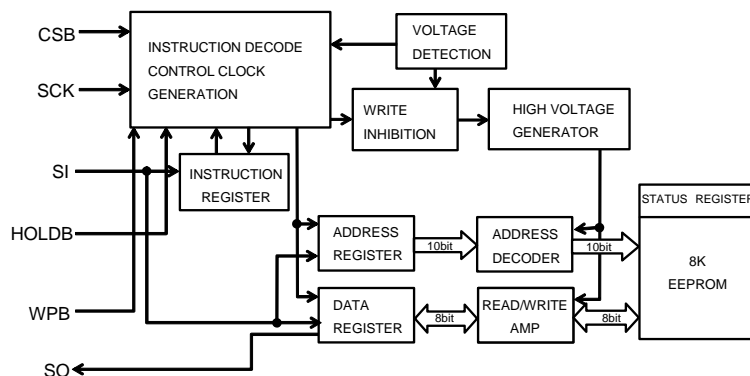 CSB
SCK
SI
HOLDB
WPB
SO
INSTRUCTION DECODE
CONTROL CLOCK
GENERATION
VOLTAGE
DETECTION
WRITE
INHIBITION
HIGH VOLTAGE
GENERATOR
INSTRUCTION
REGISTER
ADDRESS
REGISTER
10bit
ADDRESS
DECODER
10bit
STATUS REGISTER
8K
EEPROM
DATA
REGISTER
8bit
READ/WRITE
AMP
8bit